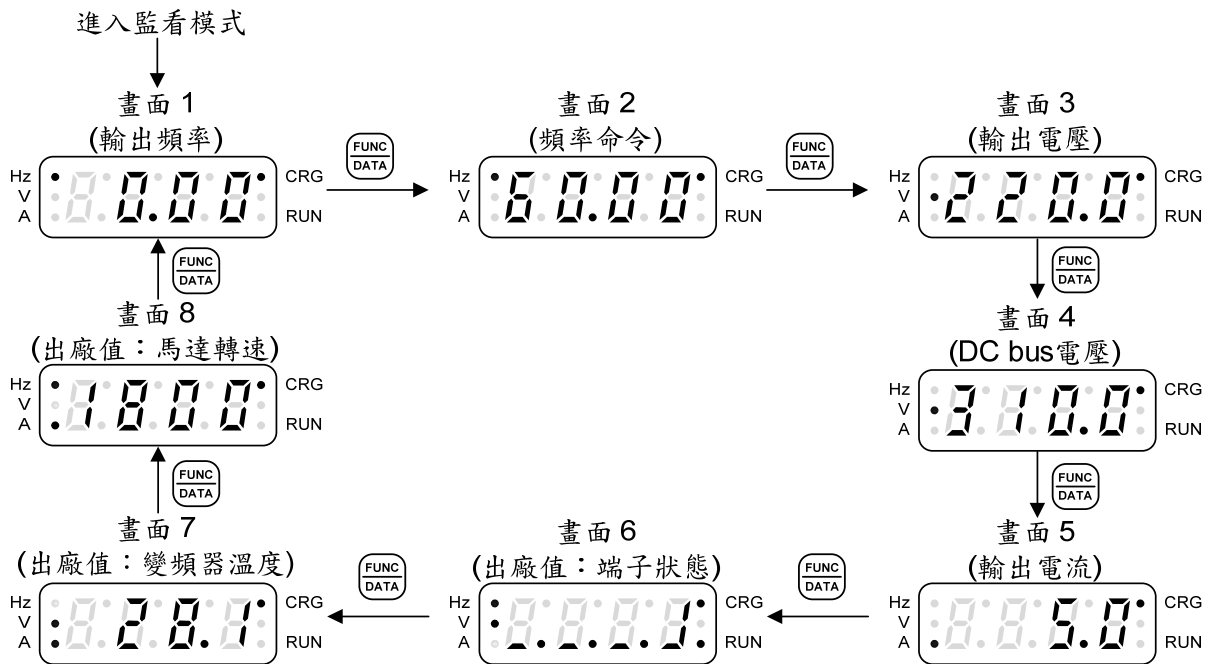 進入監看模式
畫面 1
(輸出頻率)
Hz
V
A
0.00
CRG
RUN
FUNC
DATA
畫面 2
(頻率命令)
Hz
V
A
60.00
CRG
RUN
FUNC
DATA
畫面 3
(輸出電壓)
Hz
V
A
220.0
CRG
RUN
FUNC
DATA
畫面 4
(DC bus電壓)
Hz
V
A
310.0
CRG
RUN
FUNC
DATA
畫面 5
(輸出電流)
Hz
V
A
5.0
CRG
RUN
FUNC
DATA
畫面 6
(出廠值：端子狀態)
Hz
V
A
CRG
RUN
FUNC
DATA
畫面 7
(出廠值：變頻器溫度)
Hz
V
A
28.1
CRG
RUN
FUNC
DATA
畫面 8
(出廠值：馬達轉速)
Hz
V
A
1800
CRG
RUN
FUNC
DATA